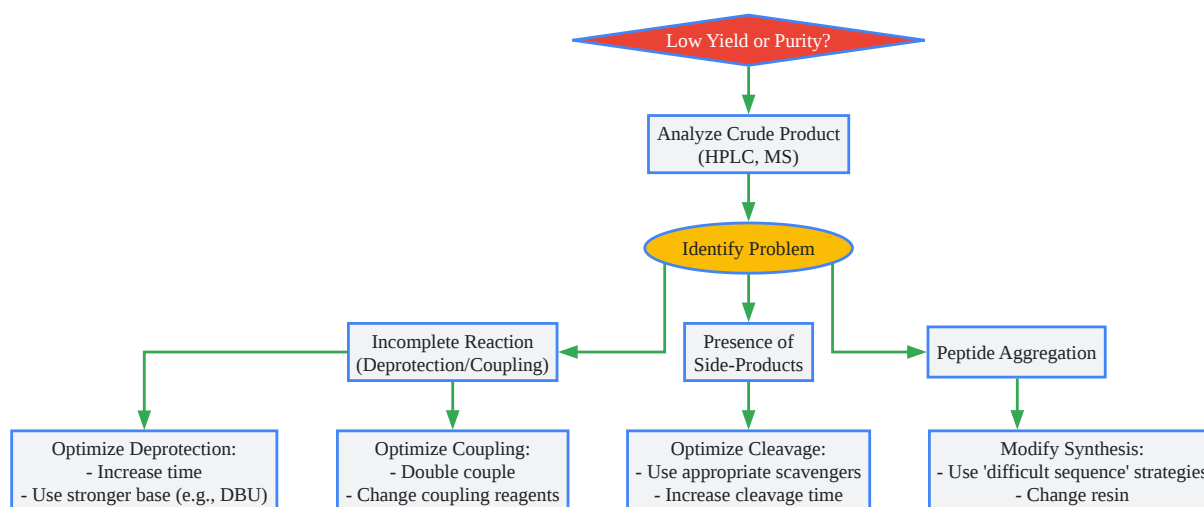 Low Yield or Purity?
Analyze Crude Product
(HPLC, MS)
Identify Problem
Incomplete Reaction
(Deprotection/Coupling)
Presence of
Side-Products
Peptide Aggregation
Optimize Deprotection:
- Increase time
- Use stronger base (e.g., DBU)
Optimize Coupling:
- Double couple
- Change coupling reagents
Optimize Cleavage:
- Use appropriate scavengers
- Increase cleavage time
Modify Synthesis:
- Use 'difficult sequence' strategies
- Change resin